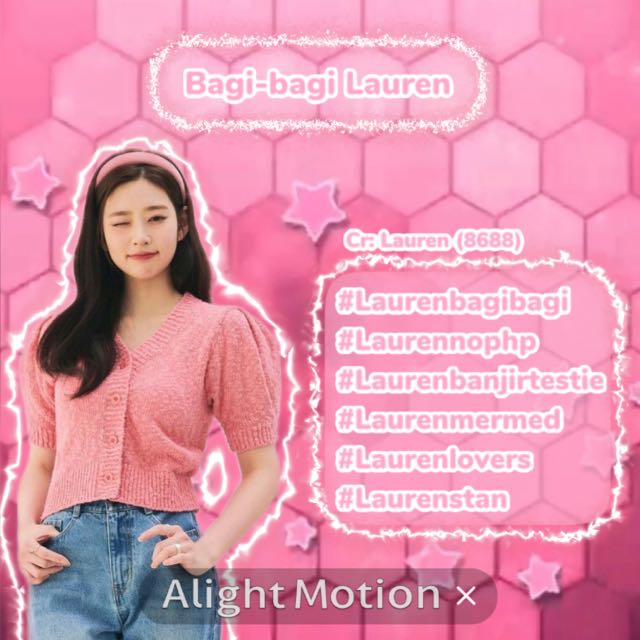 Bagi-bagi Lauren
Cr: Lauren (8688)
#Laurenbagibagi
#Laurennophp
#Laurenbanjirtestie
#Laurenmermed
#Laurenlovers
#Laurenstan
Alight Motion ×